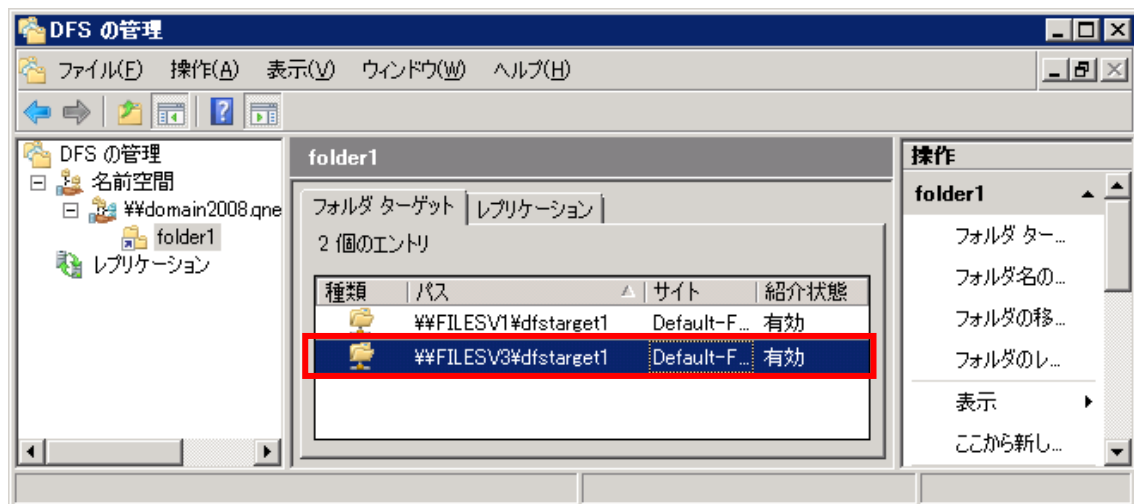 DFS の管理
ファイル(F) 操作(A) 表示(V) ウィンドウ(W) ヘルプ(H)
DFS の管理
名前空間
¥¥domain2008.qne
folder1
レプリケーション
folder1
フォルダ ターゲット レプリケーション
2 個のエントリ
種類 パス サイト 紹介状態
¥¥FILESV1¥dfstarget1 Default-F... 有効
¥¥FILESV3¥dfstarget1 Default-F... 有効
操作
folder1
フォルダ ター...
フォルダ名の...
フォルダの移...
フォルダのレ...
表示
ここから新し...